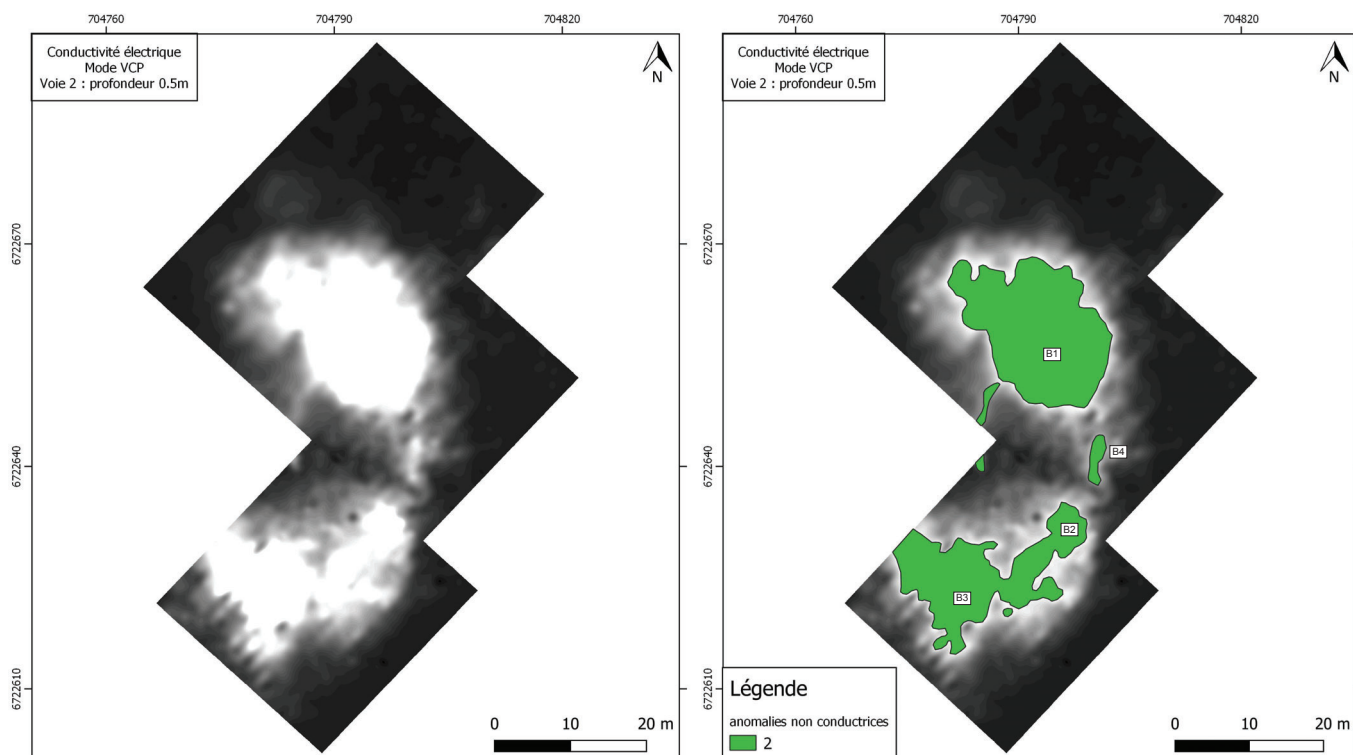 704760 704790 704820
Conductivité électrique
Mode VCP
Voie 2 : profondeur 0.5m
N
6722670
6722640
6722610
0 10 20 m
704760 704790 704820
Conductivité électrique
Mode VCP
Voie 2 : profondeur 0.5m
N
6722670
6722640
6722610
B1
B4
B2
B3
Légende
anomalies non conductrices
2
0 10 20 m